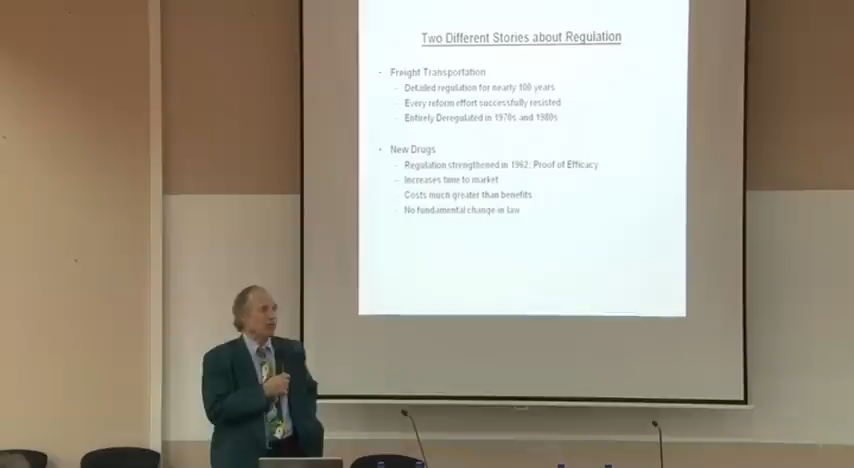 Two Different Stories about Regulation
· Freight Transportation
- Detailed regulation for nearly 100 years
- Every reform effort successfully resisted
- Entirely Deregulated in 1970s and 1980s
· New Drugs
- Regulation strengthened in 1962: Proof of Efficacy
- Increases time to market
- Costs much greater than benefits
- No fundamental change in law